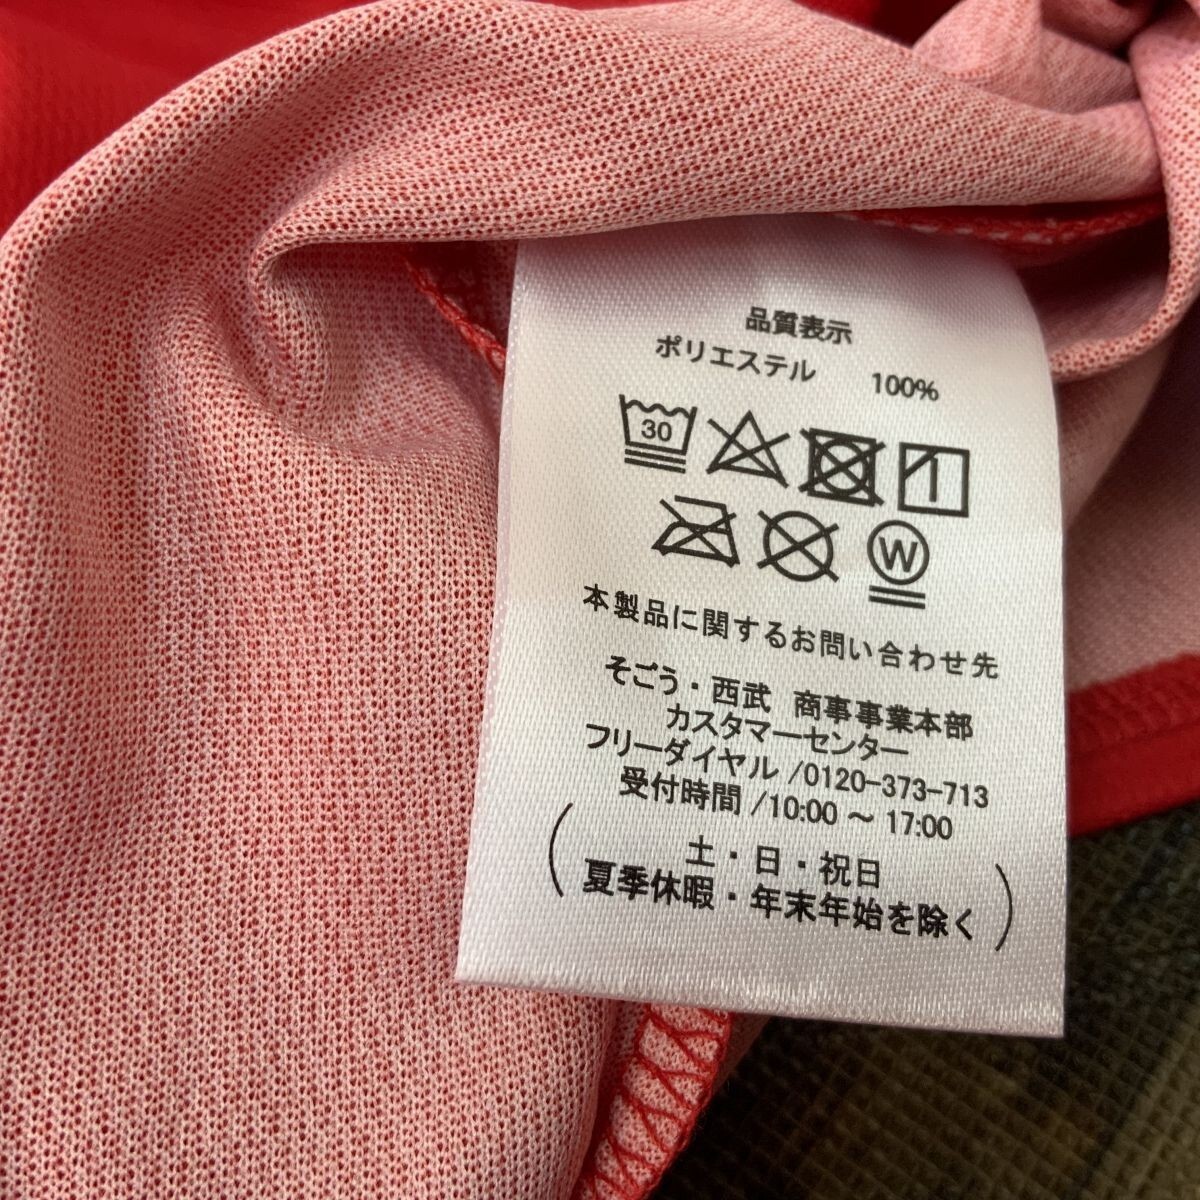 品質表示
ポリエステル 100%
30
W
本製品に関するお問い合わせ先
そごう・西武 商事事業本部
カスタマーセンター
フリーダイヤル /0120-373-713
受付時間 /10:00 ～ 17:00
(土・日・祝日
夏季休暇・年末年始を除く)